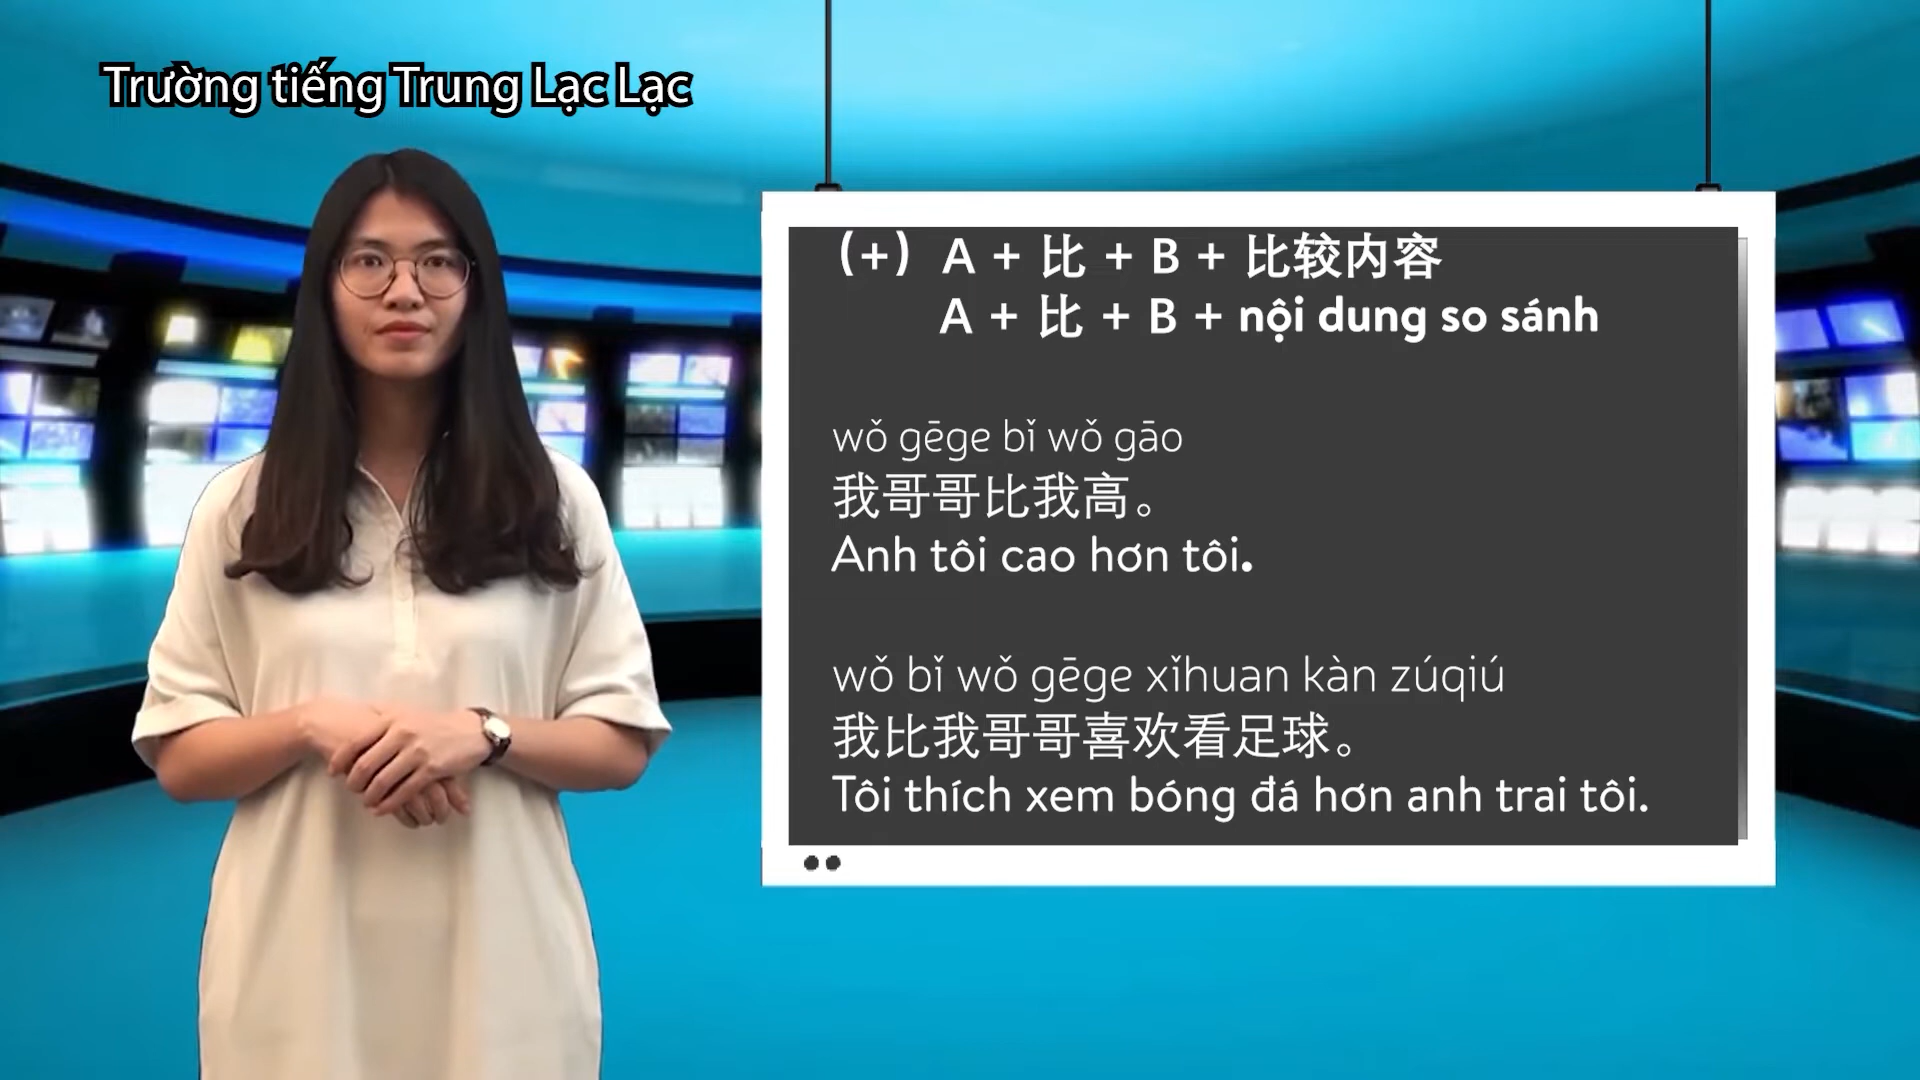 Trường tiếng Trung Lạc Lạc
(+) A + 比 + B + 比较内容
A + 比 + B + nội dung so sánh
wǒ gēge bǐ wǒ gāo
我哥哥比我高。
Anh tôi cao hơn tôi.
wǒ bǐ wǒ gēge xǐhuan kàn zúqiú
我比我哥哥喜欢看足球。
Tôi thích xem bóng đá hơn anh trai tôi.